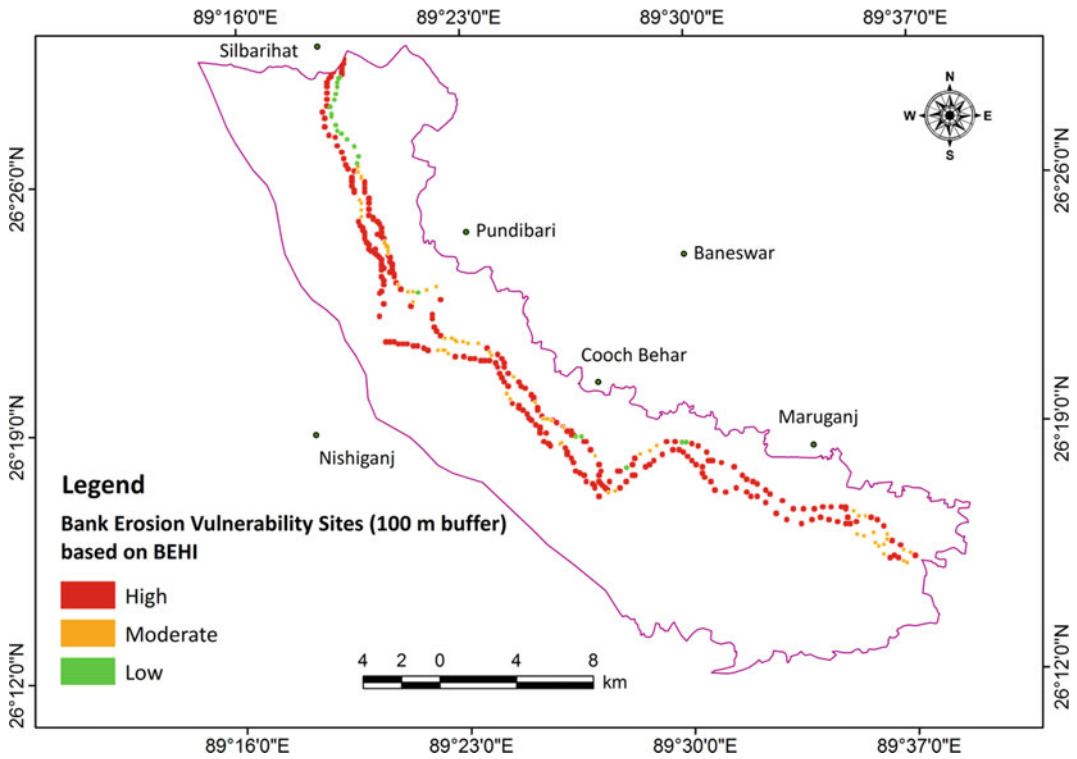 89°16'0"E 89°23'0"E 89°30'0"E 89°37'0"E
Silbarihat
N
W E
S
26°26'0"N 26°26'0"N
Pundibari
Baneswar
Cooch Behar
Maruganj
26°19'0"N 26°19'0"N
Nishiganj
Legend
Bank Erosion Vulnerability Sites (100 m buffer)
based on BEHI
High
Moderate
Low
4 2 0 4 8
km
26°12'0"N 26°12'0"N
89°16'0"E 89°23'0"E 89°30'0"E 89°37'0"E